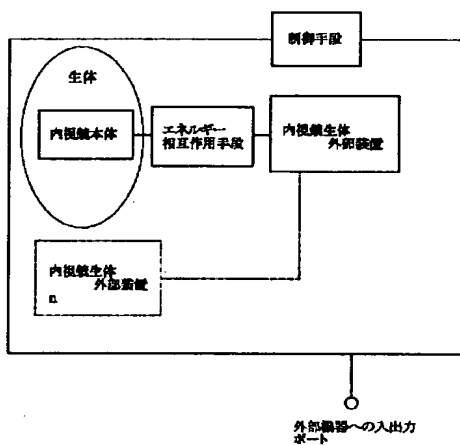 制御手段
生体
内視鏡本体
エネルギー
相互作用手段
内視鏡生体
外部装置
内視鏡生体
外部装置
n
外部機器への入出力
ポート